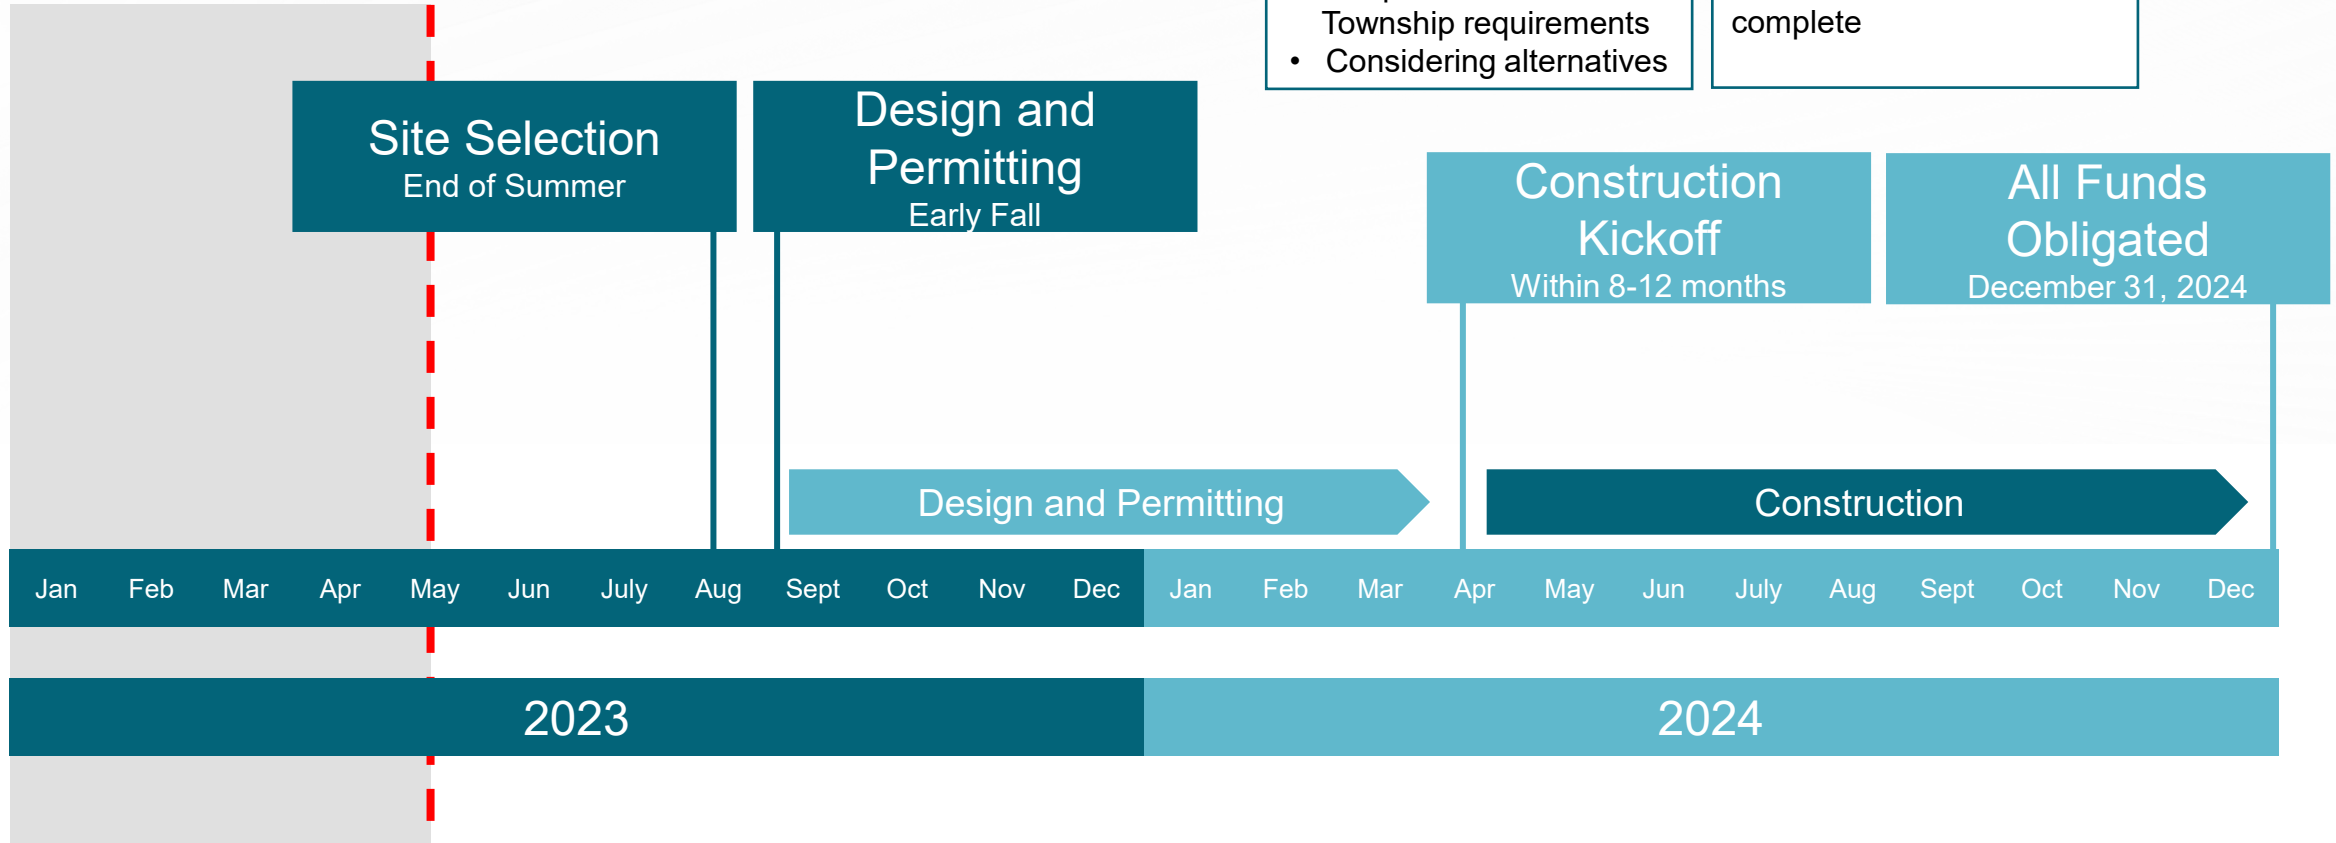 Township requirements
• Considering alternatives
complete
Site Selection
End of Summer
Design and
Permitting
Early Fall
Construction
Kickoff
Within 8-12 months
All Funds
Obligated
December 31, 2024
Design and Permitting
Construction
Jan Feb Mar Apr May Jun July Aug Sept Oct Nov Dec Jan Feb Mar Apr May Jun July Aug Sept Oct Nov Dec
2023 2024